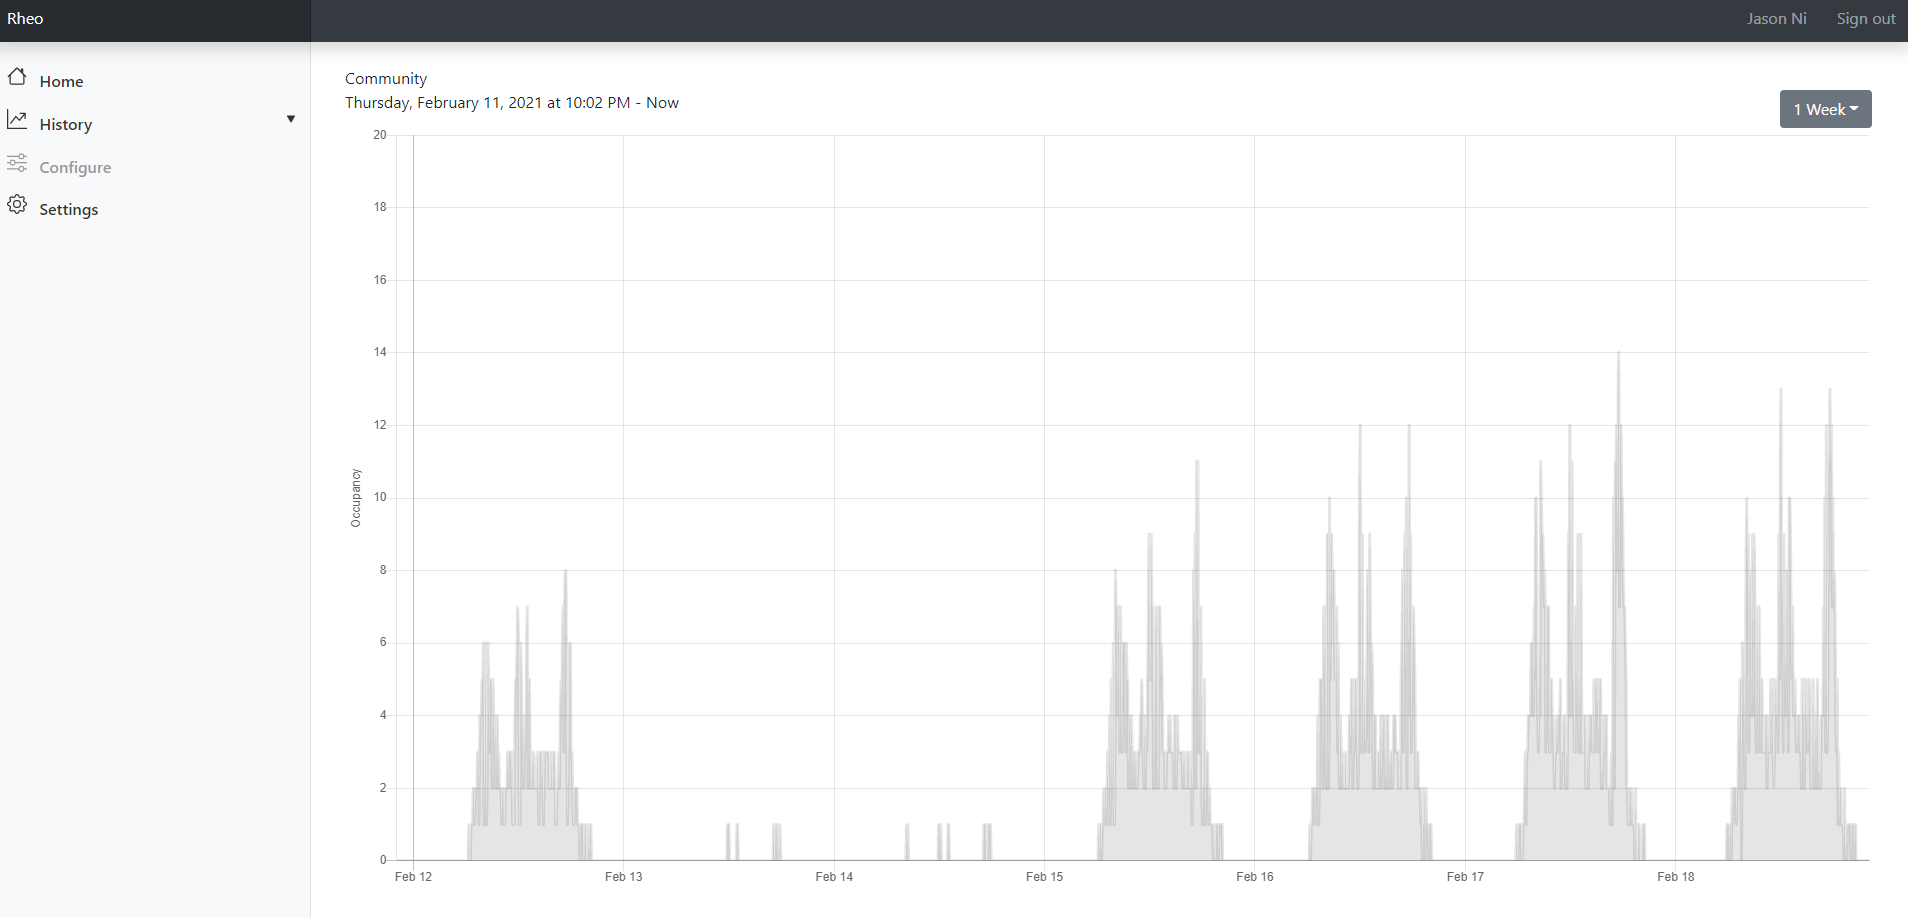 Rheo
Jason Ni
Sign out
Home
History
Configure
Settings
Community
Thursday, February 11, 2021 at 10:02 PM - Now
1 Week
20
18
16
14
12
10
8
6
4
2
0
Occupancy
Feb 12
Feb 13
Feb 14
Feb 15
Feb 16
Feb 17
Feb 18